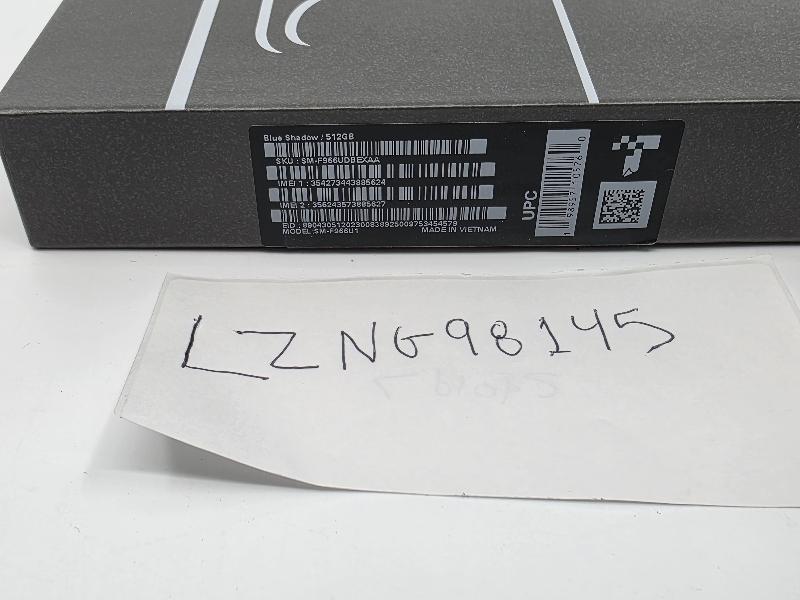 Blue Shadow / 512GB
SKU : SM-F966UDBEXAA
IMEI 1 : 354273443885624
IMEI 2 : 356243573885627
EID : 89043051202300838925009753454579
MODEL :SM-F966U1 MADE IN VIETNAM
UPC
LZNG98145